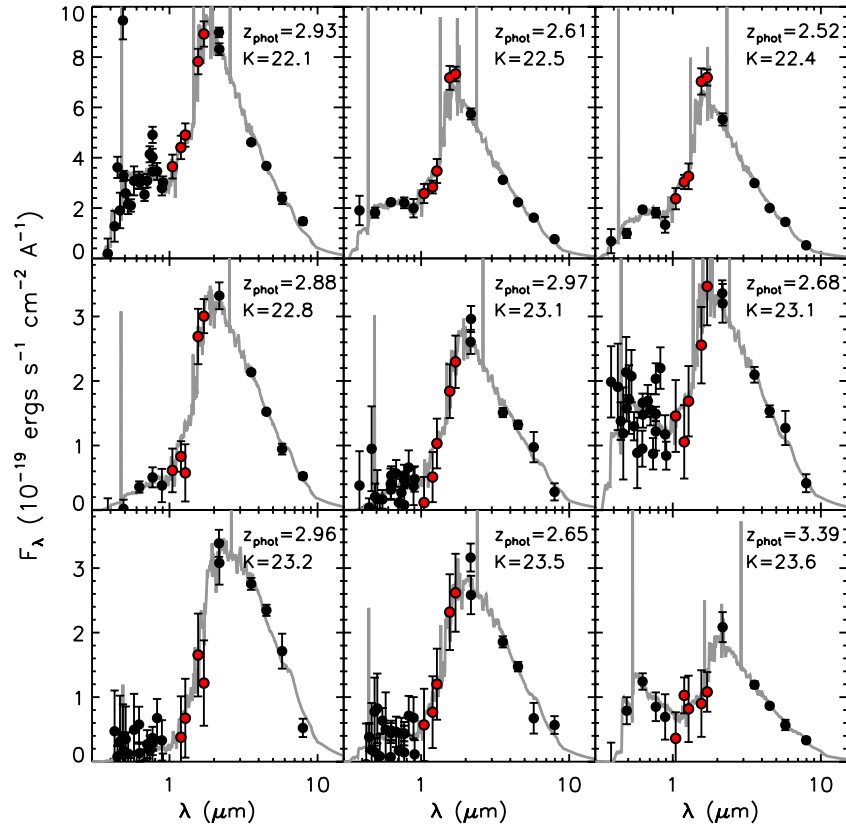 10
8
6
4
2
0
z_phot=2.93
K=22.1
z_phot=2.61
K=22.5
z_phot=2.52
K=22.4
3
2
1
0
z_phot=2.88
K=22.8
z_phot=2.97
K=23.1
z_phot=2.68
K=23.1
3
2
1
0
z_phot=2.96
K=23.2
z_phot=2.65
K=23.5
z_phot=3.39
K=23.6
F_λ (10^−19 ergs s^−1 cm^−2 A^−1)
1 10 1 10 1 10
λ (μm) λ (μm) λ (μm)